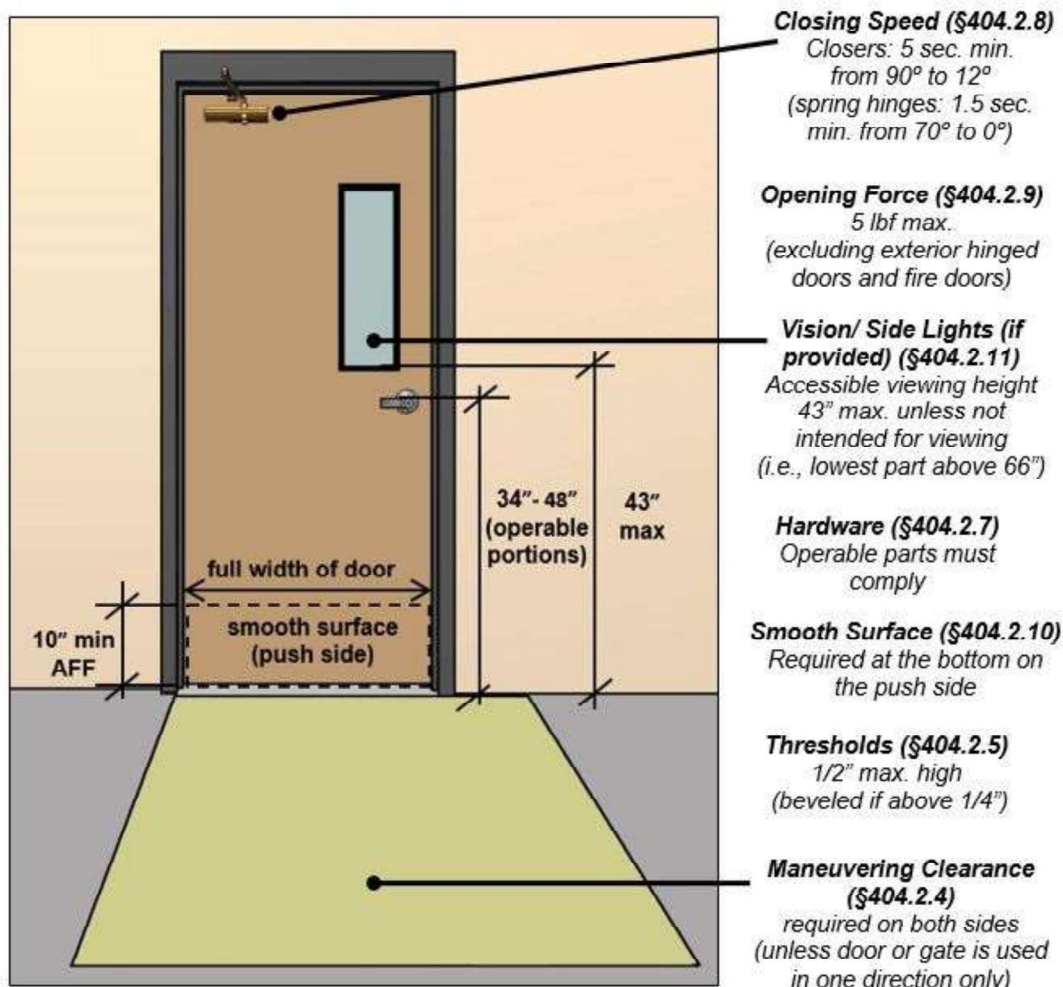 Closing Speed (§404.2.8)
Closers: 5 sec. min.
from 90º to 12º
(spring hinges: 1.5 sec.
min. from 70º to 0º)
Opening Force (§404.2.9)
5 lbf max.
(excluding exterior hinged
doors and fire doors)
Vision/ Side Lights (if
provided) (§404.2.11)
Accessible viewing height
43” max. unless not
intended for viewing
(i.e., lowest part above 66”)
Hardware (§404.2.7)
Operable parts must
comply
Smooth Surface (§404.2.10)
Required at the bottom on
the push side
Thresholds (§404.2.5)
1/2” max. high
(beveled if above 1/4”)
Maneuvering Clearance
(§404.2.4)
required on both sides
(unless door or gate is used
in one direction only)
34”- 48”
(operable
portions)
43”
max
full width of door
smooth surface
(push side)
10” min
AFF